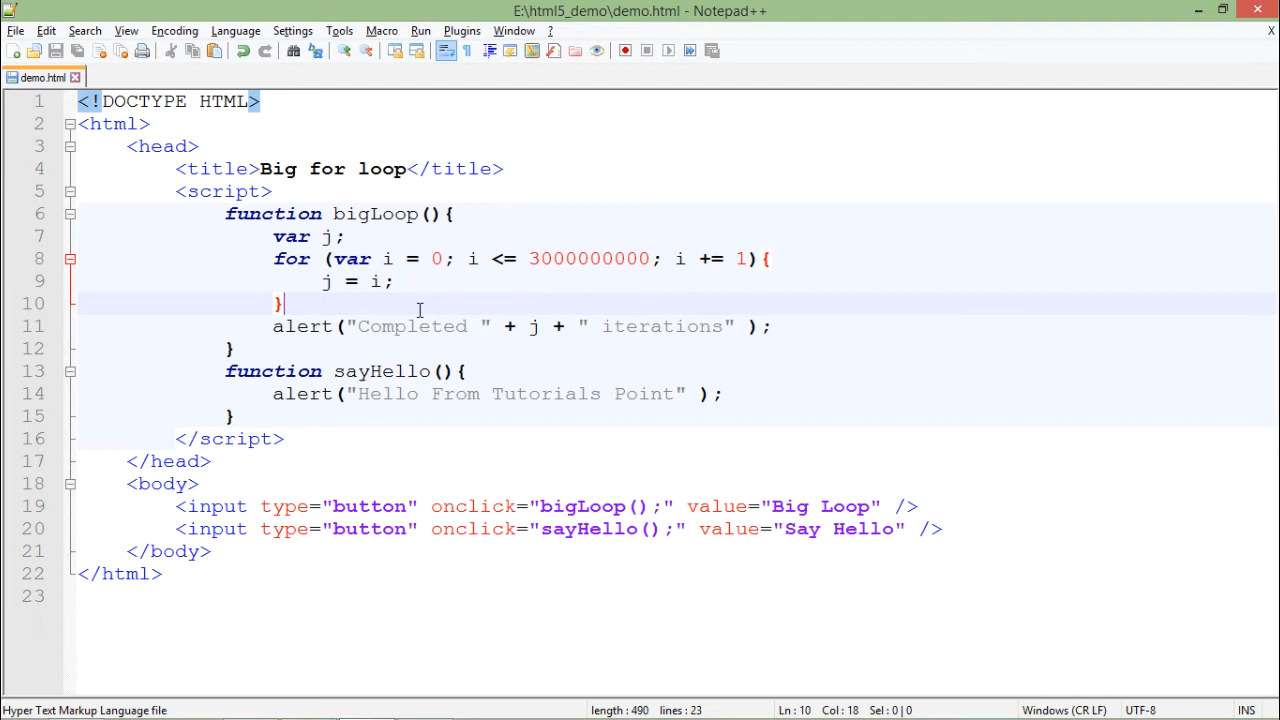 E:\html5_demo\demo.html - Notepad++
File Edit Search View Encoding Language Settings Tools Macro Run Plugins Window ? X
demo.html
1 <!DOCTYPE HTML>
2 <html>
3 <head>
4 <title>Big for loop</title>
5 <script>
6 function bigLoop(){
7 var j;
8 for (var i = 0; i <= 3000000000; i += 1){
9 j = i;
10 }
11 alert("Completed " + j + " iterations" );
12 }
13 function sayHello(){
14 alert("Hello From Tutorials Point" );
15 }
16 </script>
17 </head>
18 <body>
19 <input type="button" onclick="bigLoop();" value="Big Loop" />
20 <input type="button" onclick="sayHello();" value="Say Hello" />
21 </body>
22 </html>
23
Hyper Text Markup Language file length : 490 lines : 23 Ln : 10 Col : 18 Sel : 0 | 0 Windows (CR LF) UTF-8 INS